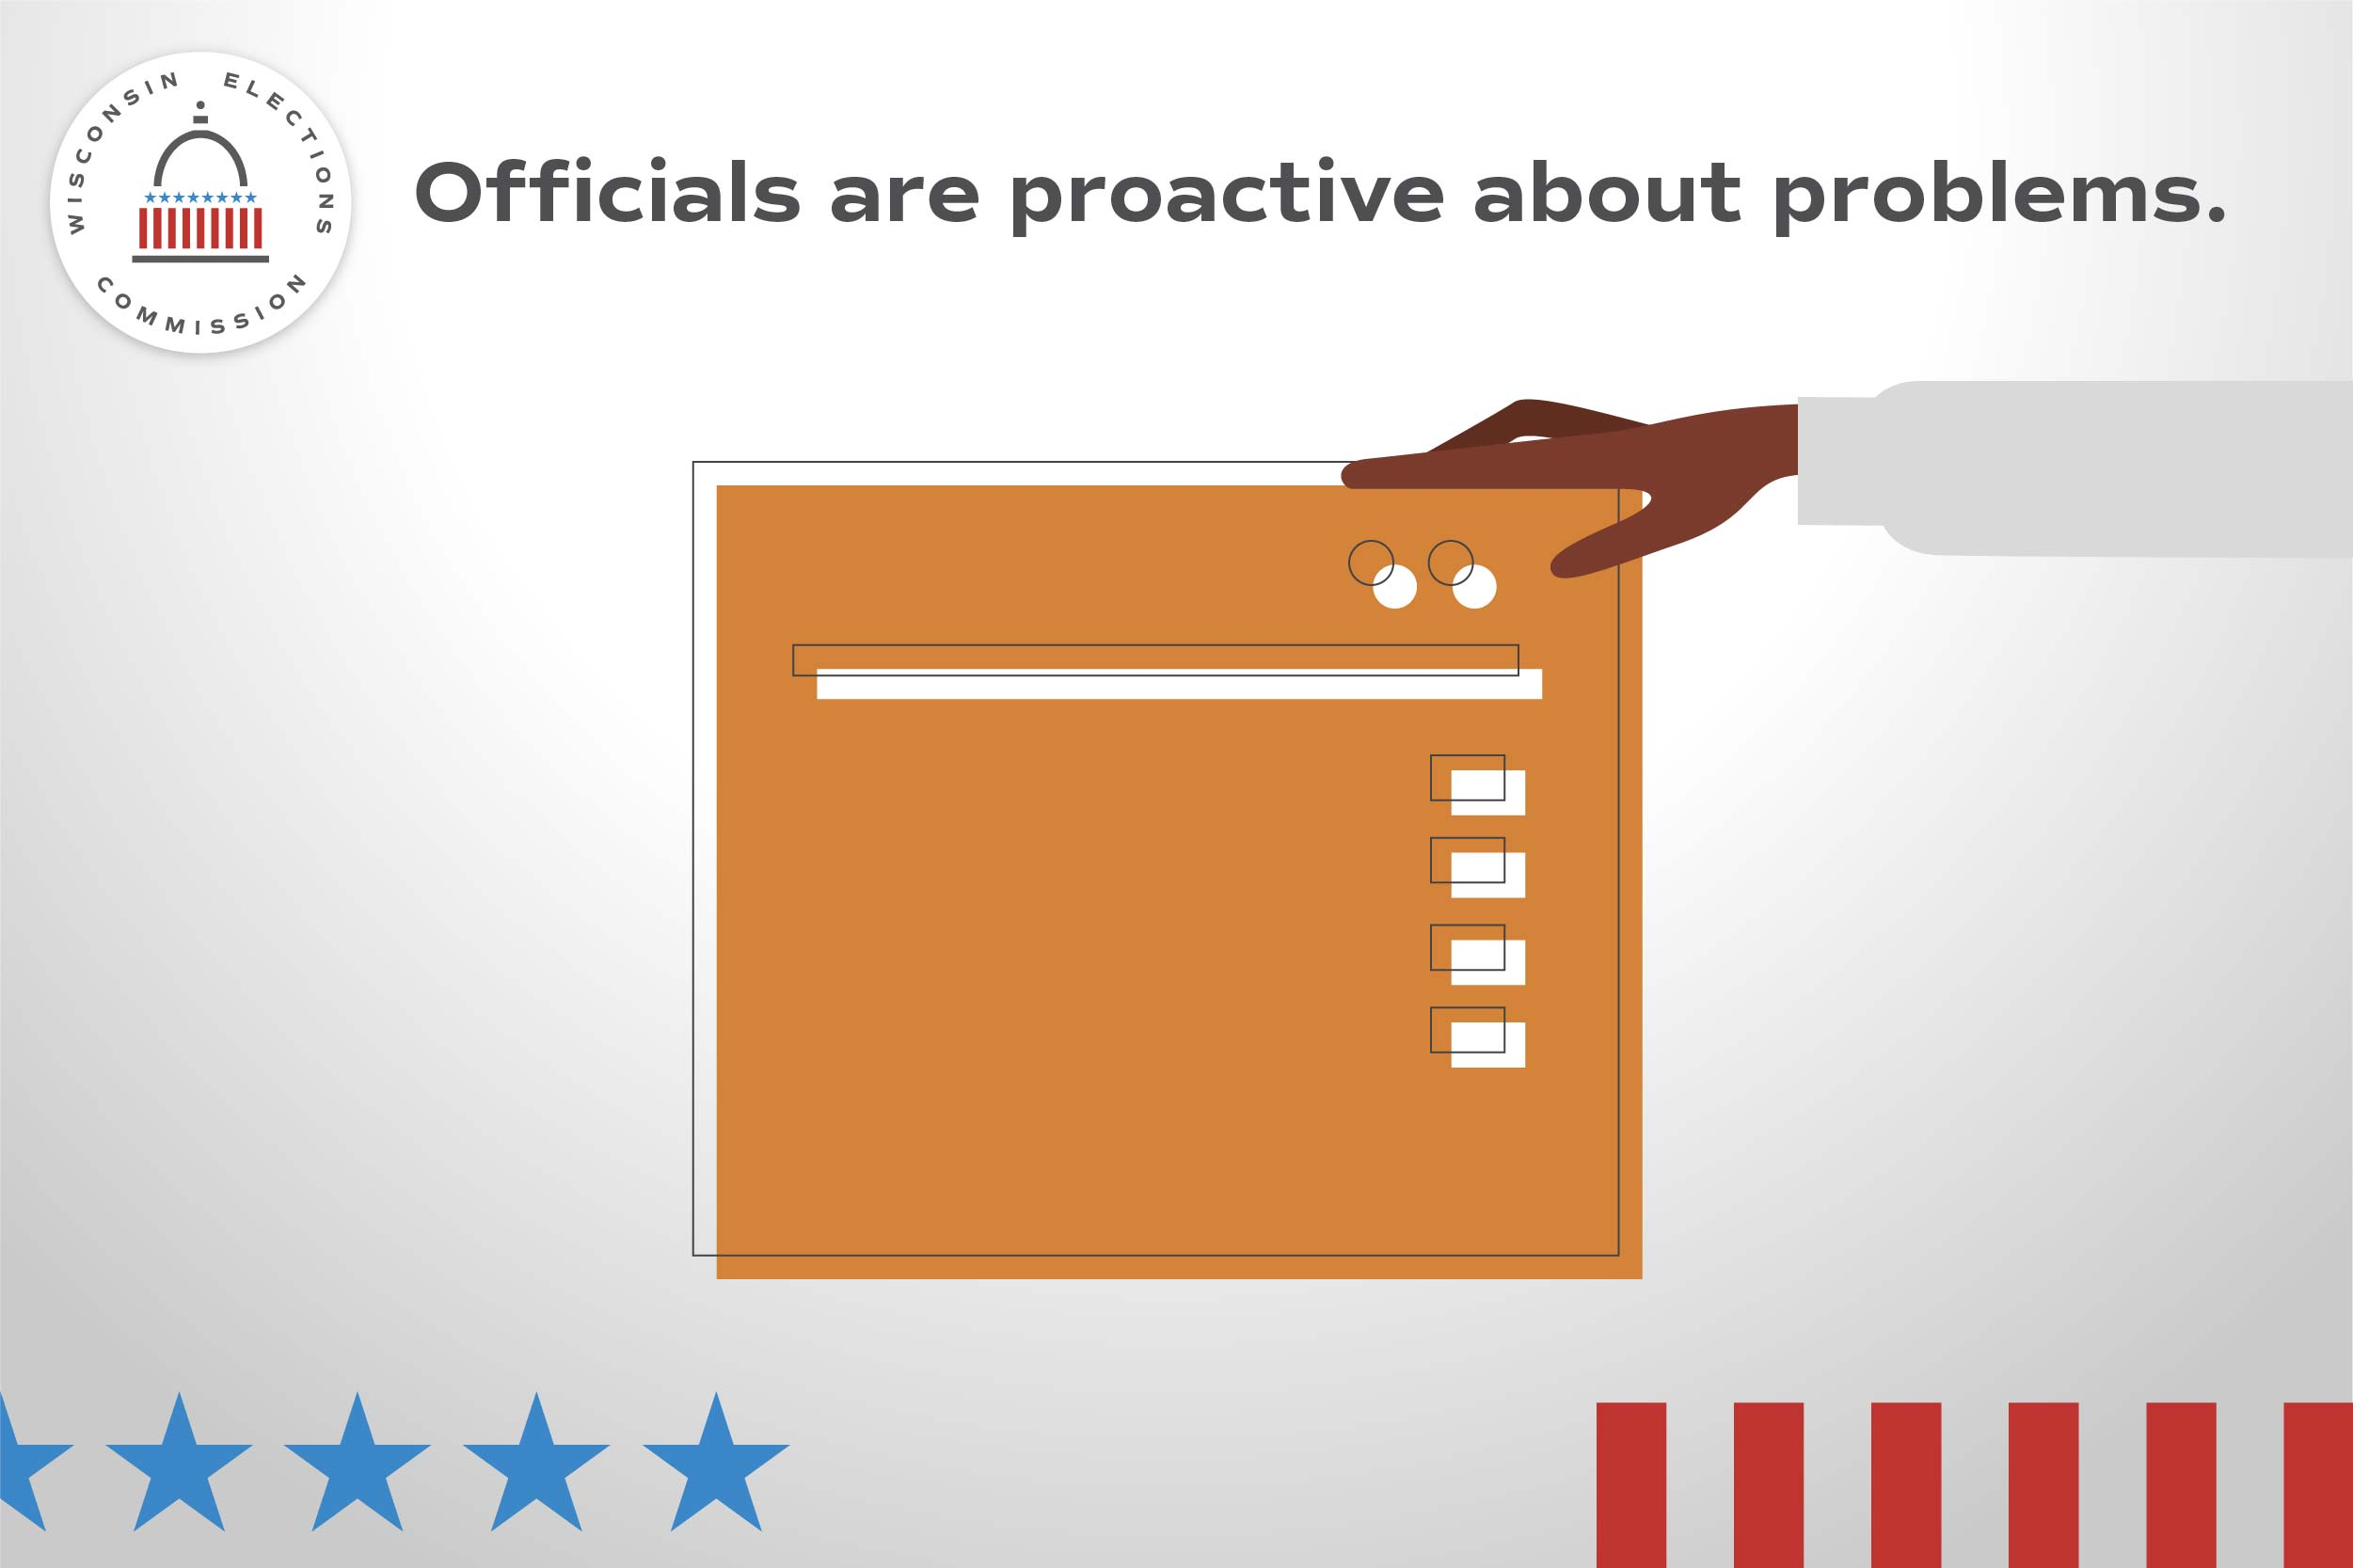 WISCONSIN ELECTIONS
COMMISSION
Officials are proactive about problems.